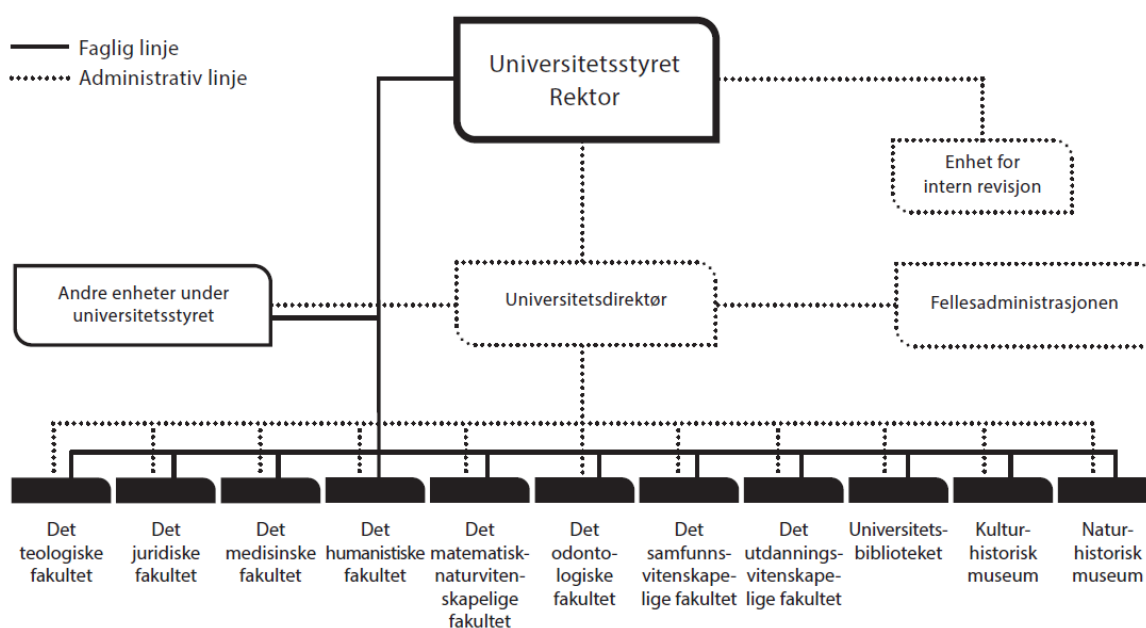 Faglig linje
Administrativ linje
Universitetsstyret
Rektor
Enhet for
intern revisjon
Andre enheter under
universitetsstyret
Universitetsdirektør
Fellesadministrasjonen
Det
teologiske
fakultet
Det
juridiske
fakultet
Det
medisinske
fakultet
Det
humanistiske
fakultet
Det
matematisk-
naturviten-
skapelige
fakultet
Det
odonto-
logiske
fakultet
Det
samfunns-
vitenskape-
lige fakultet
Det
utdannings-
vitenskape-
lige fakultet
Universitets-
biblioteket
Kultur-
historisk
museum
Natur-
historisk
museum